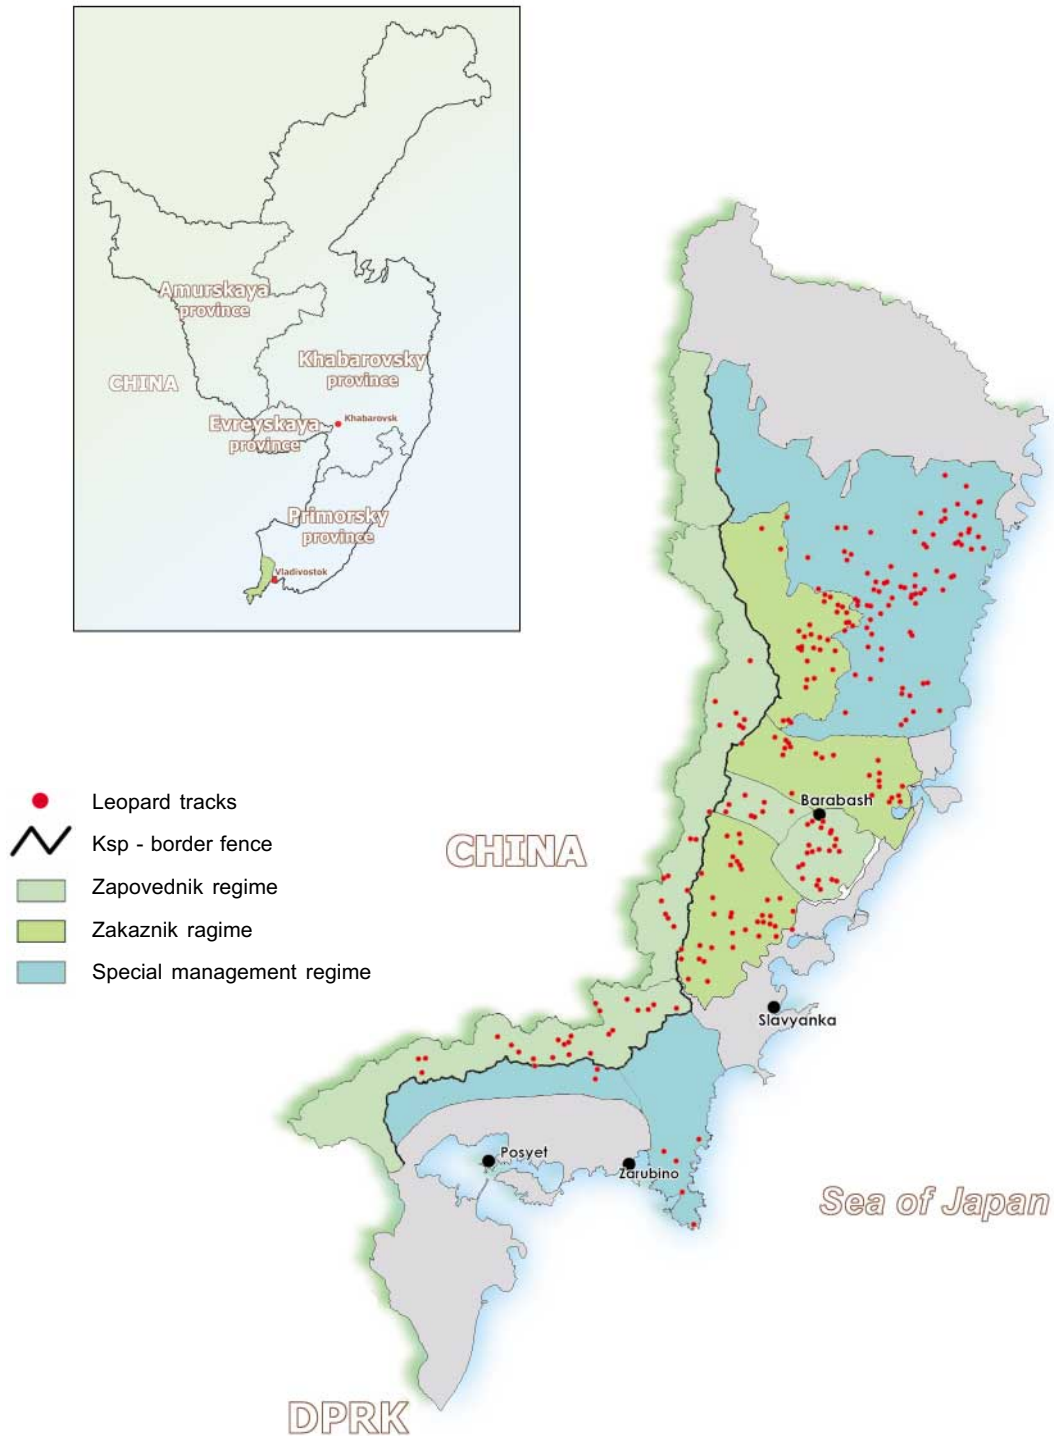 Amurskaya
province
Khabarovsky
province
CHINA
Khabarovsk
Evreyskaya
province
Primorsky
province
Vladivostok
Leopard tracks
Ksp - border fence
Zapovednik regime
Zakaznik ragime
Special management regime
CHINA
Barabash
Slavyanka
Posyet
Zarubino
Sea of Japan
DPRK